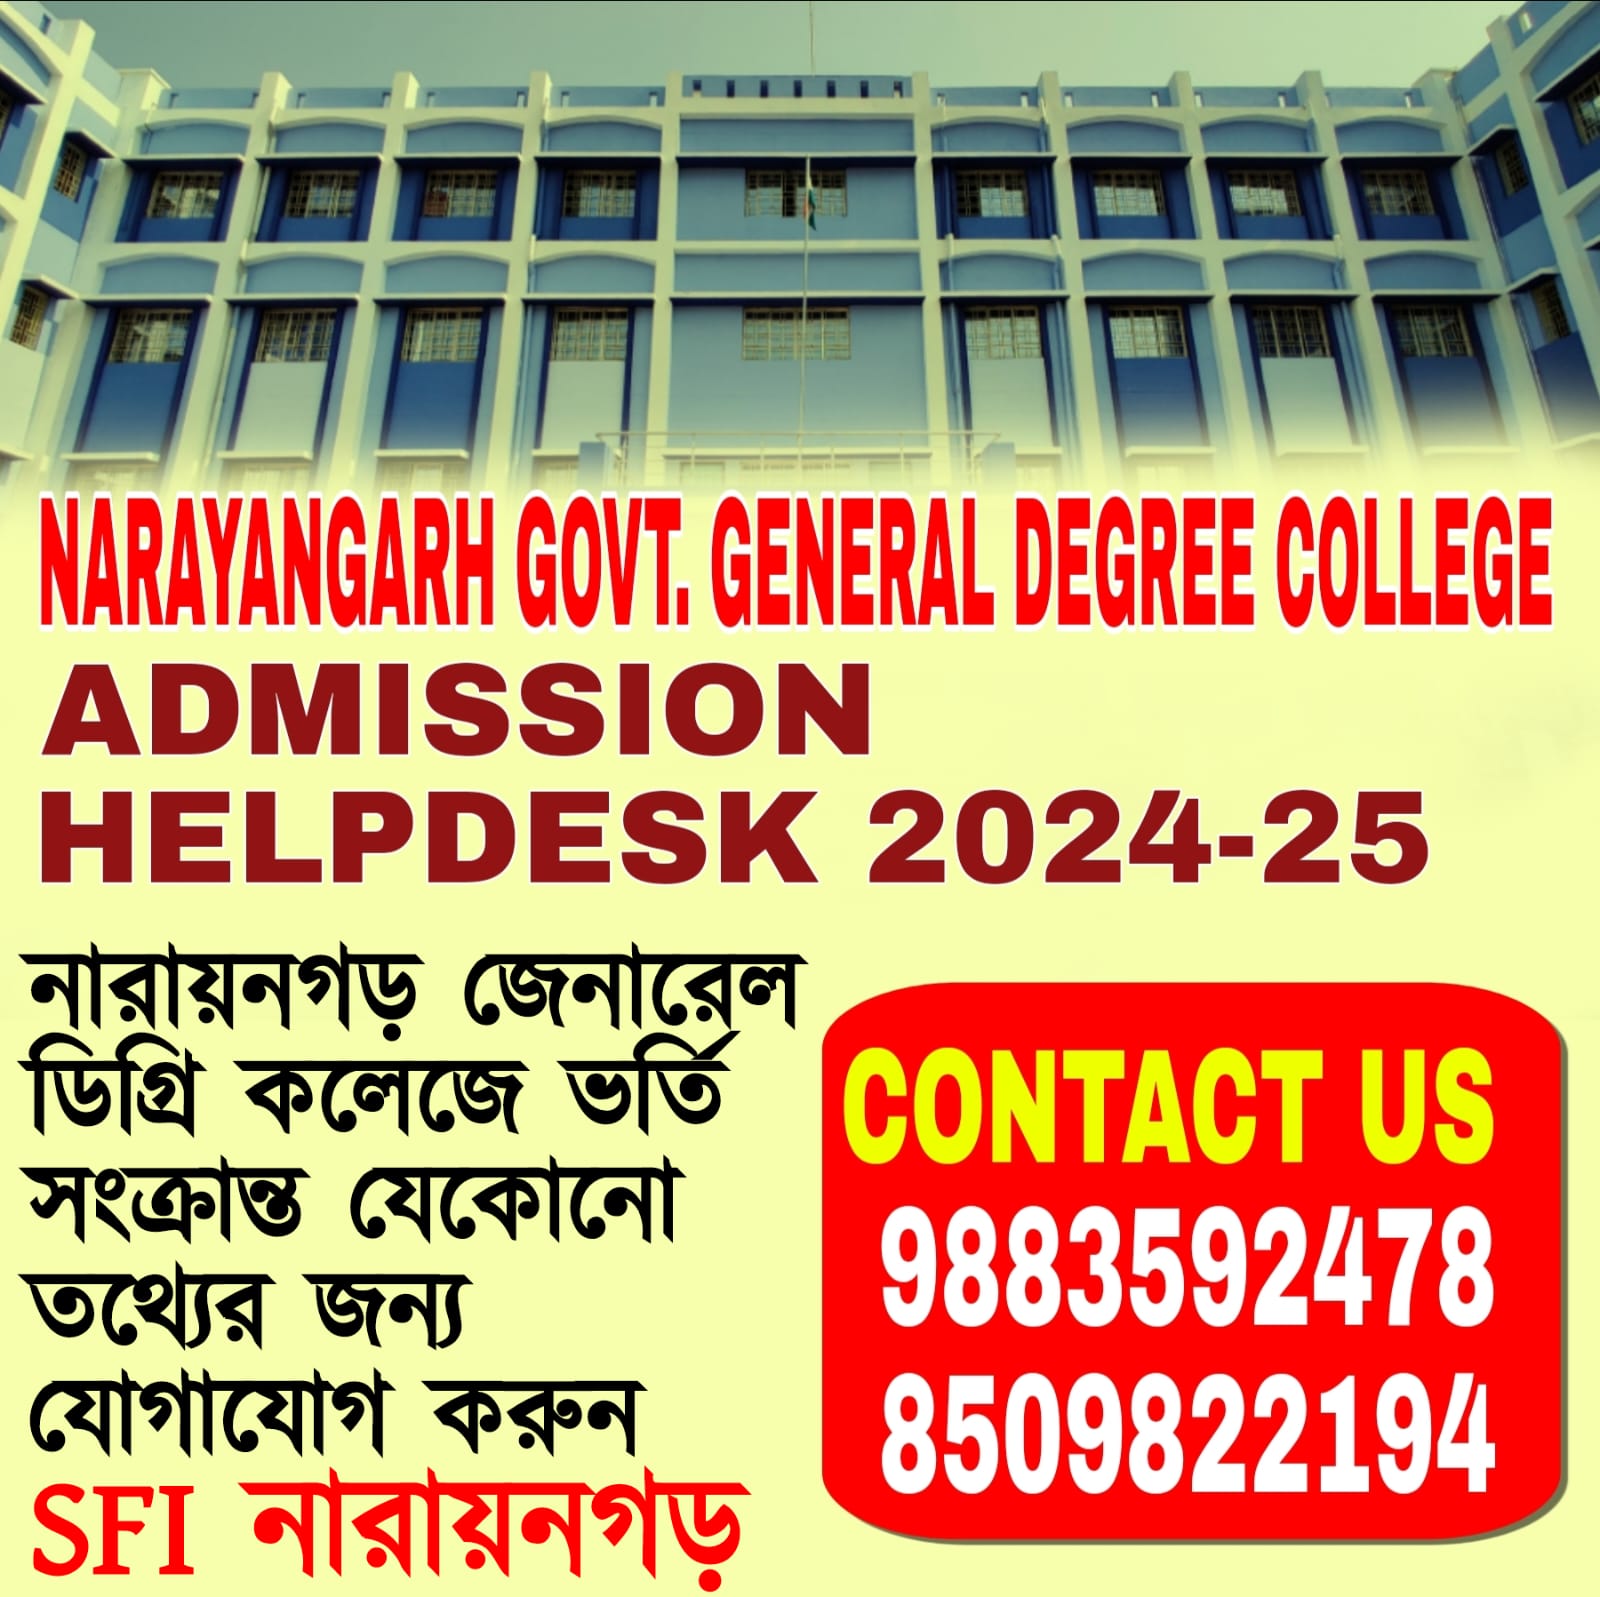 NARAYANGARH GOVT. GENERAL DEGREE COLLEGE
ADMISSION
HELPDESK 2024-25
নারায়নগড় জেনারেল
ডিগ্রি কলেজে ভর্তি
সংক্রান্ত যেকোনো
তথ্যের জন্য
যোগাযোগ করুন
SFI নারায়নগড়
CONTACT US
9883592478
8509822194